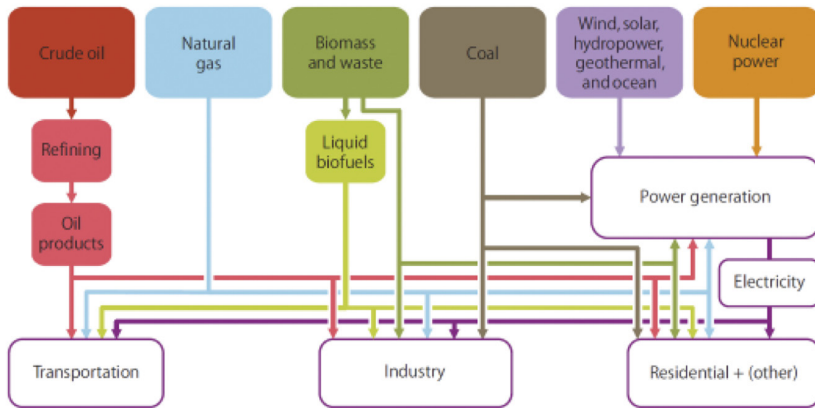 Crude oil
Natural
gas
Biomass
and waste
Coal
Wind, solar,
hydropower,
geothermal,
and ocean
Nuclear
power
Refining
Liquid
biofuels
Power generation
Oil
products
Electricity
Transportation
Industry
Residential + (other)